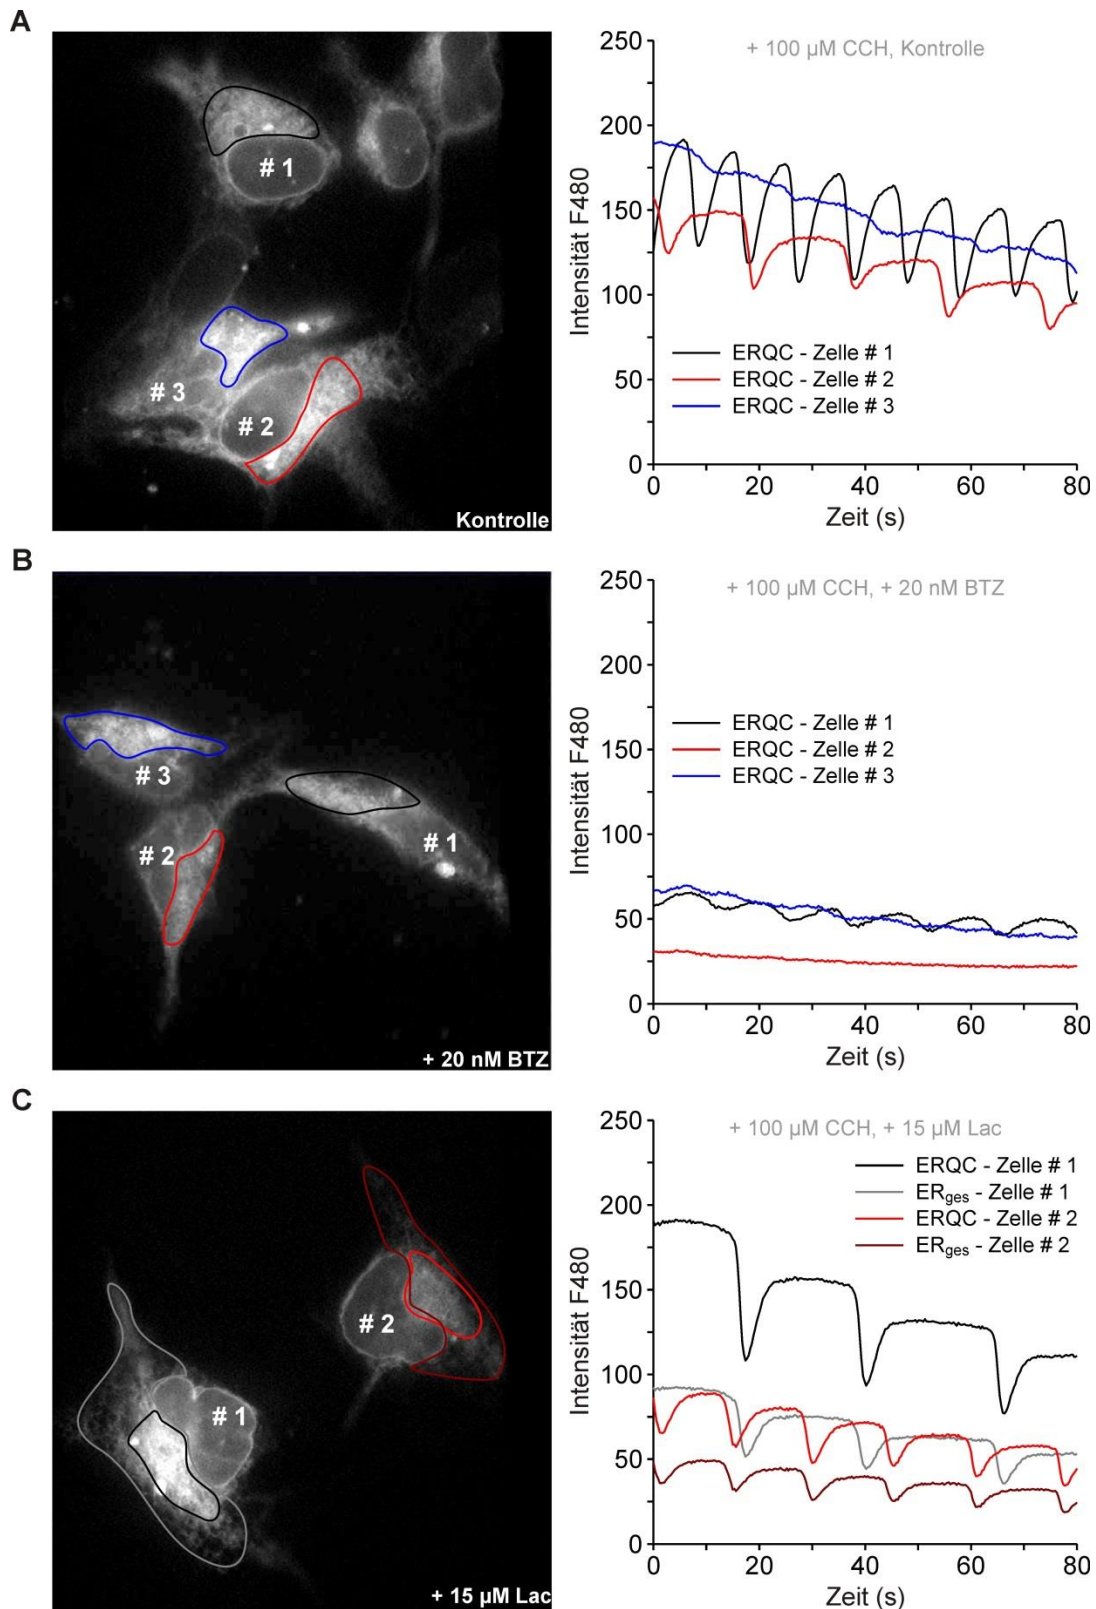 A
# 1
# 3
# 2
Kontrolle
+ 100 µM CCH, Kontrolle
Intensität F480
250
200
150
100
50
0
ERQC - Zelle # 1
ERQC - Zelle # 2
ERQC - Zelle # 3
0 20 40 60 80
Zeit (s)
B
# 3
# 2
# 1
+ 20 nM BTZ
+ 100 µM CCH, + 20 nM BTZ
Intensität F480
250
200
150
100
50
0
ERQC - Zelle # 1
ERQC - Zelle # 2
ERQC - Zelle # 3
0 20 40 60 80
Zeit (s)
C
# 2
# 1
+ 15 µM Lac
+ 100 µM CCH, + 15 µM Lac
Intensität F480
250
200
150
100
50
0
ERQC - Zelle # 1
ERges - Zelle # 1
ERQC - Zelle # 2
ERges - Zelle # 2
0 20 40 60 80
Zeit (s)